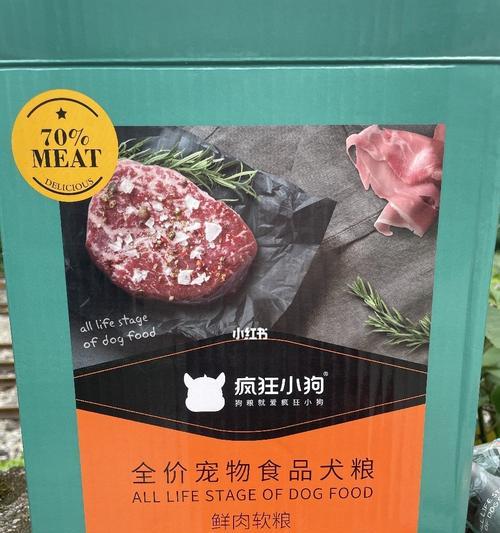 70%
MEAT
DELICIOUS
all life stage
of dog food
小红书
疯狂小狗®
狗粮就爱疯狂小狗
全价宠物食品犬粮
ALL LIFE STAGE OF DOG FOOD
鲜肉软粮